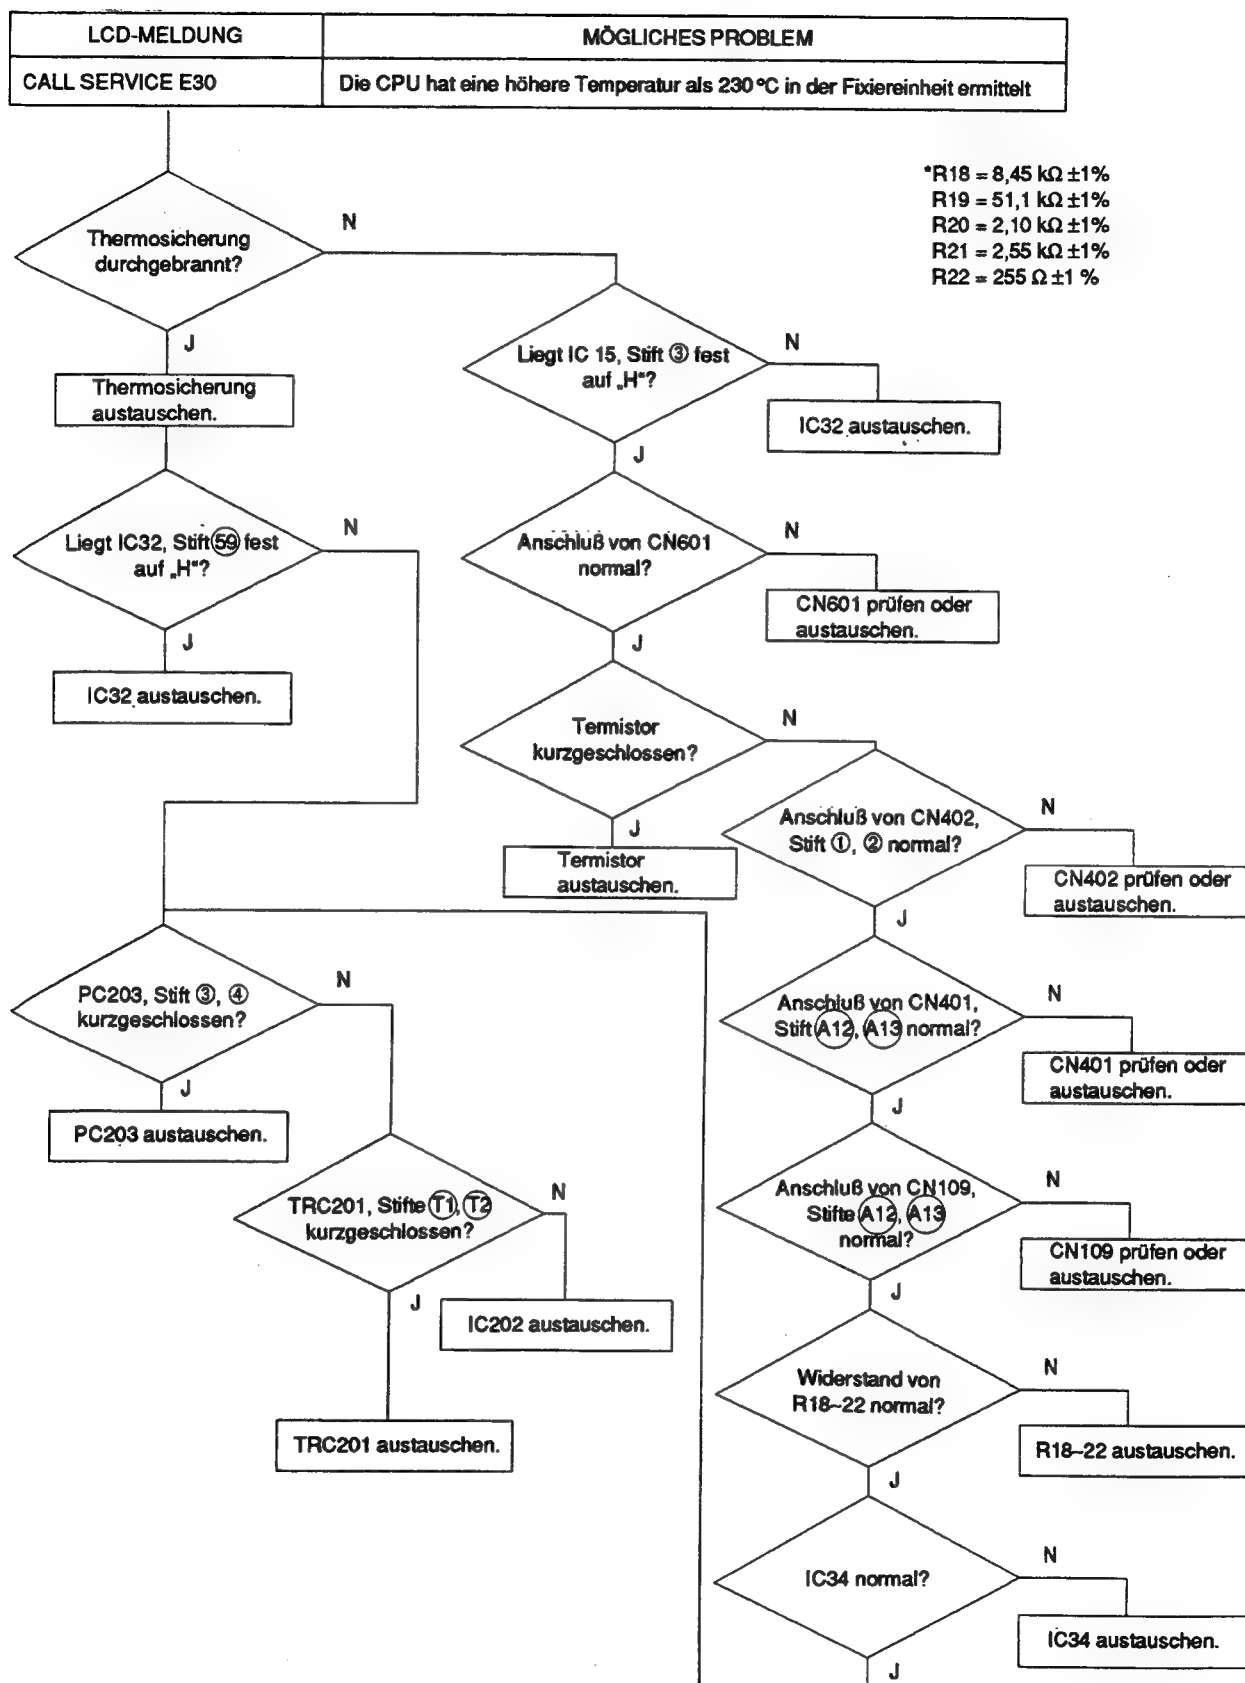 LCD-MELDUNG
MÖGLICHES PROBLEM
CALL SERVICE E30
Die CPU hat eine höhere Temperatur als 230 °C in der Fixiereinheit ermittelt
*R18 = 8,45 kΩ ±1%
R19 = 51,1 kΩ ±1%
R20 = 2,10 kΩ ±1%
R21 = 2,55 kΩ ±1%
R22 = 255 Ω ±1 %
Thermosicherung
durchgebrannt?
N
J
Thermosicherung
austauschen.
Liegt IC 15, Stift ③ fest
auf „H“?
N
IC32 austauschen.
J
Liegt IC32, Stift 59 fest
auf „H“?
N
J
IC32 austauschen.
Anschluß von CN601
normal?
N
CN601 prüfen oder
austauschen.
J
Termistor
kurzgeschlossen?
N
J
Termistor
austauschen.
Anschluß von CN402,
Stift ①, ② normal?
N
CN402 prüfen oder
austauschen.
J
PC203, Stift ③, ④
kurzgeschlossen?
N
J
PC203 austauschen.
Anschluß von CN401,
Stift A12, A13 normal?
N
CN401 prüfen oder
austauschen.
J
TRC201, Stifte T1, T2
kurzgeschlossen?
N
IC202 austauschen.
J
TRC201 austauschen.
Anschluß von CN109,
Stifte A12, A13
normal?
N
CN109 prüfen oder
austauschen.
J
Widerstand von
R18~22 normal?
N
R18–22 austauschen.
J
IC34 normal?
N
IC34 austauschen.
J